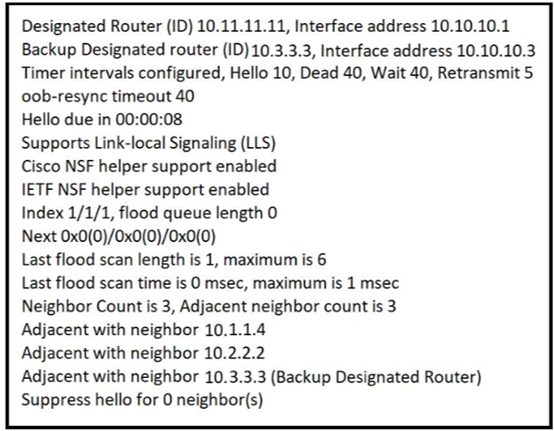 Designated Router (ID) 10.11.11.11, Interface address 10.10.10.1
Backup Designated router (ID) 10.3.3.3, Interface address 10.10.10.3
Timer intervals configured, Hello 10, Dead 40, Wait 40, Retransmit 5
oob-resync timeout 40
Hello due in 00:00:08
Supports Link-local Signaling (LLS)
Cisco NSF helper support enabled
IETF NSF helper support enabled
Index 1/1/1, flood queue length 0
Next 0x0(0)/0x0(0)/0x0(0)
Last flood scan length is 1, maximum is 6
Last flood scan time is 0 msec, maximum is 1 msec
Neighbor Count is 3, Adjacent neighbor count is 3
Adjacent with neighbor 10.1.1.4
Adjacent with neighbor 10.2.2.2
Adjacent with neighbor 10.3.3.3 (Backup Designated Router)
Suppress hello for 0 neighbor(s)